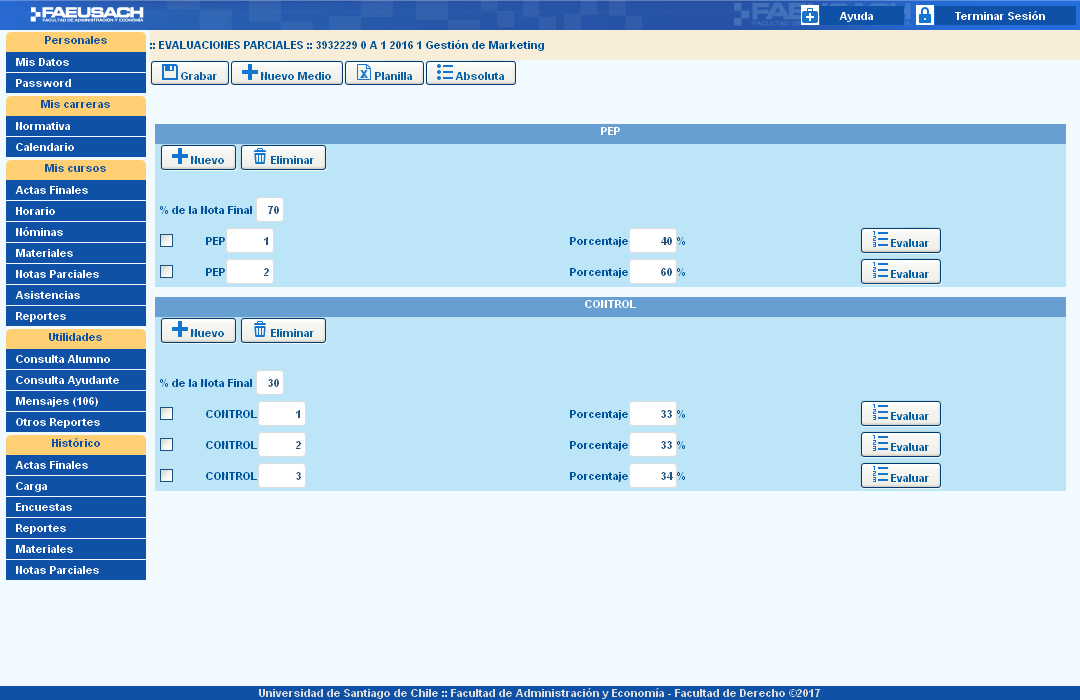 FAEUSACH
FACULTAD DE ADMINISTRACIÓN Y ECONOMÍA
Ayuda
Terminar Sesión
Personales
Mis Datos
Password
Mis carreras
Normativa
Calendario
Mis cursos
Actas Finales
Horario
Nóminas
Materiales
Notas Parciales
Asistencias
Reportes
Utilidades
Consulta Alumno
Consulta Ayudante
Mensajes (106)
Otros Reportes
Histórico
Actas Finales
Carga
Encuestas
Reportes
Materiales
Notas Parciales
:: EVALUACIONES PARCIALES :: 3932229 0 A 1 2016 1 Gestión de Marketing
Grabar Nuevo Medio Planilla Absoluta
PEP
Nuevo Eliminar
% de la Nota Final 70
PEP 1 Porcentaje 40 % Evaluar
PEP 2 Porcentaje 60 % Evaluar
CONTROL
Nuevo Eliminar
% de la Nota Final 30
CONTROL 1 Porcentaje 33 % Evaluar
CONTROL 2 Porcentaje 33 % Evaluar
CONTROL 3 Porcentaje 34 % Evaluar
Universidad de Santiago de Chile :: Facultad de Administración y Economía - Facultad de Derecho ©2017